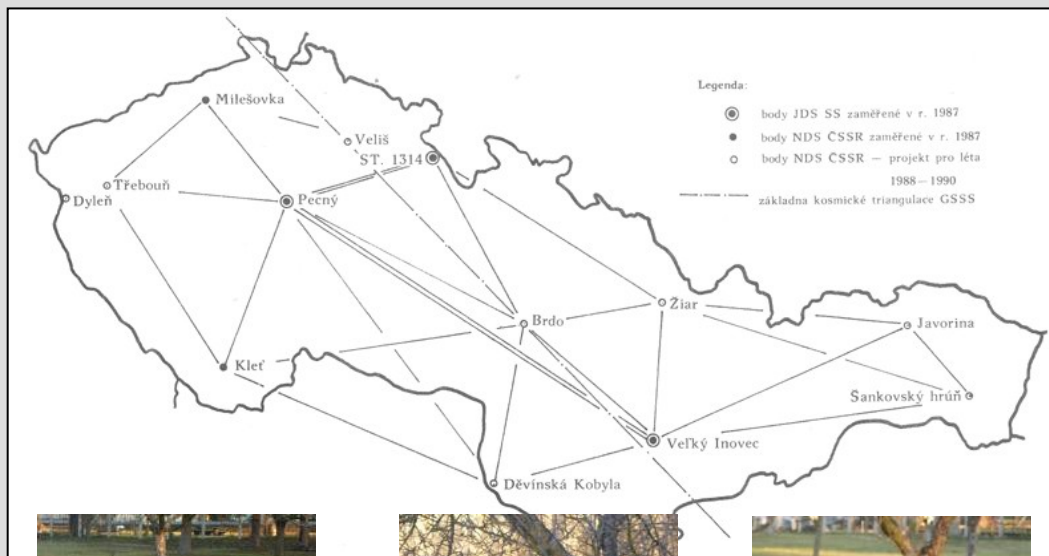 Legenda:
body JDS SS zaměřené v r. 1987
body NDS ČSSR zaměřené v r. 1987
body NDS ČSSR — projekt pro léta
1988—1990
základna kosmické triangulace GSSS
Milešovka
Veliš
ST. 1314
Třebouň
Dyleň
Pecný
Žiar
Brdo
Javorina
Kleť
Šankovský hrúň
Veľký Inovec
Děvínská Kobyla